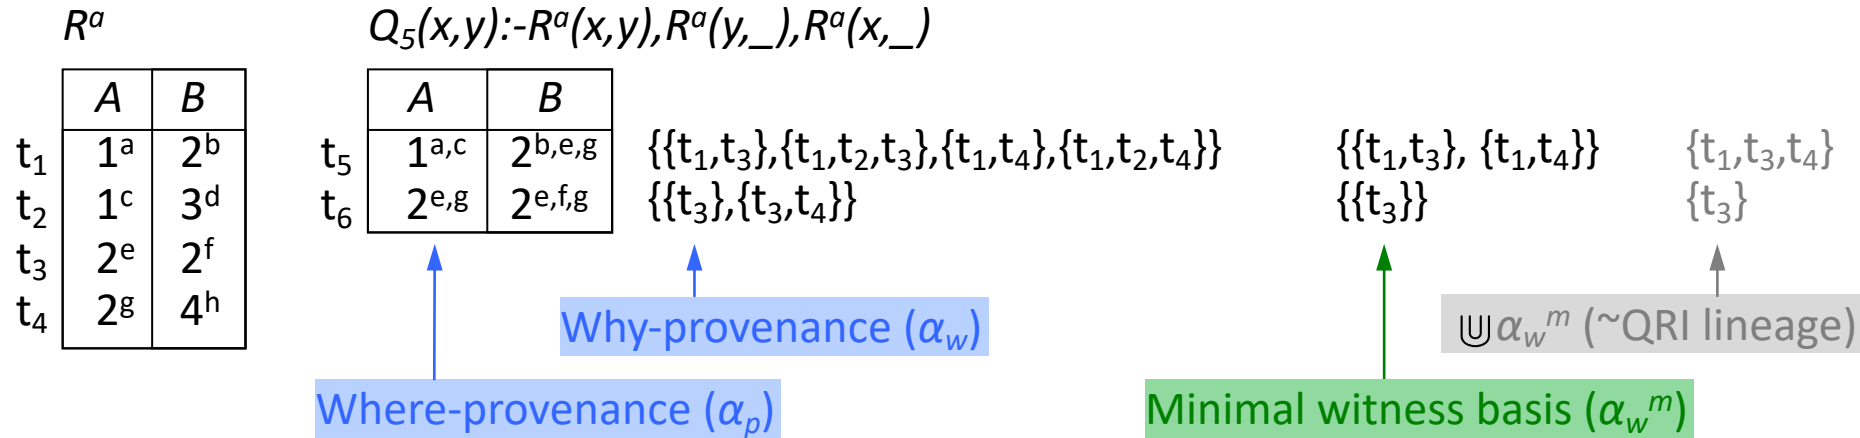 Rᵃ Q₅(x,y):-Rᵃ(x,y),Rᵃ(y,_),Rᵃ(x,_)
A B A B
t₁ 1ᵃ 2ᵇ t₅ 1ᵃ,ᶜ 2ᵇ,ᵉ,ᵍ {{t₁,t₃},{t₁,t₂,t₃},{t₁,t₄},{t₁,t₂,t₄}} {{t₁,t₃}, {t₁,t₄}} {t₁,t₃,t₄}
t₂ 1ᶜ 3ᵈ t₆ 2ᵉ,ᵍ 2ᵉ,ᶠ,ᵍ {{t₃},{t₃,t₄}} {{t₃}} {t₃}
t₃ 2ᵉ 2ᶠ
t₄ 2ᵍ 4ʰ
Why-provenance (α_w) ⋓α_wᵐ (~QRI lineage)
Where-provenance (α_p) Minimal witness basis (α_wᵐ)